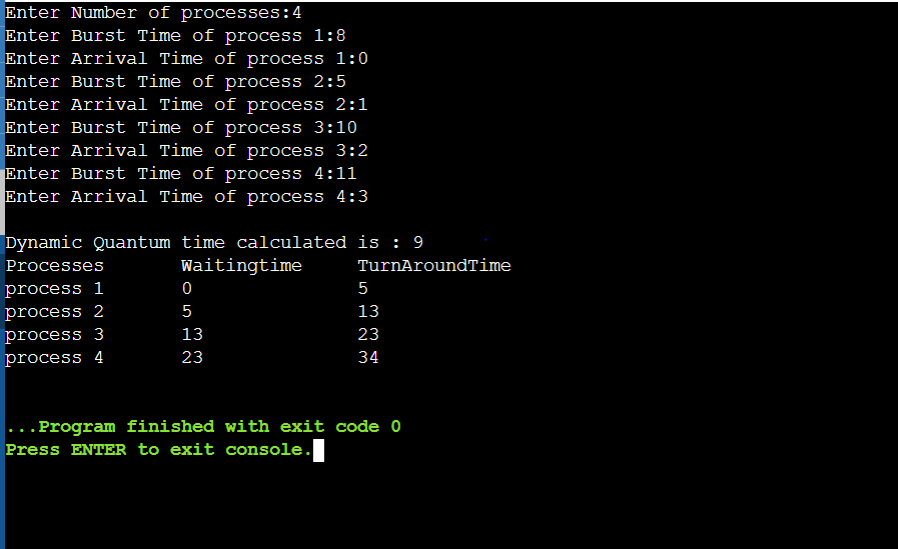 Enter Number of processes:4
Enter Burst Time of process 1:8
Enter Arrival Time of process 1:0
Enter Burst Time of process 2:5
Enter Arrival Time of process 2:1
Enter Burst Time of process 3:10
Enter Arrival Time of process 3:2
Enter Burst Time of process 4:11
Enter Arrival Time of process 4:3
Dynamic Quantum time calculated is : 9
Processes Waitingtime TurnAroundTime
process 1 0 5
process 2 5 13
process 3 13 23
process 4 23 34
...Program finished with exit code 0
Press ENTER to exit console.